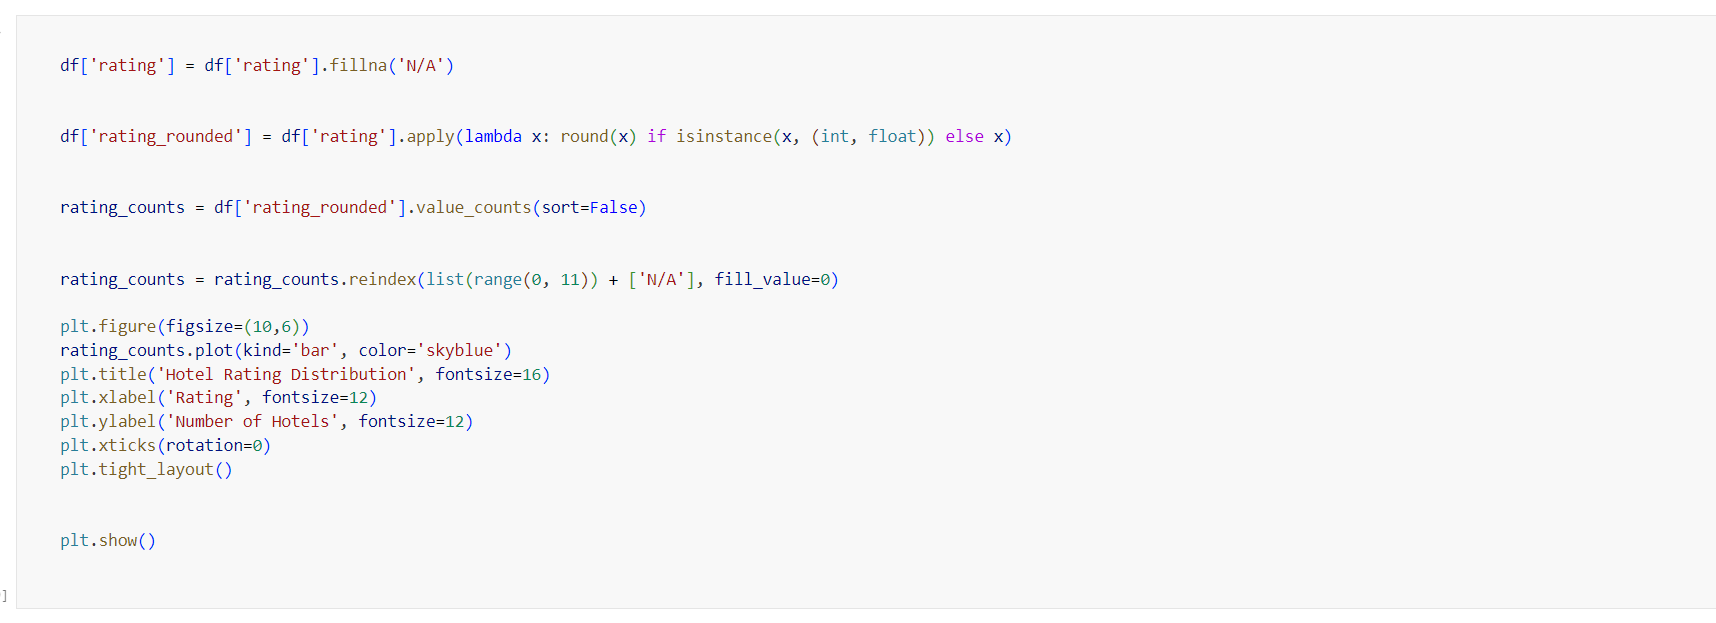 df['rating'] = df['rating'].fillna('N/A')
df['rating_rounded'] = df['rating'].apply(lambda x: round(x) if isinstance(x, (int, float)) else x)
rating_counts = df['rating_rounded'].value_counts(sort=False)
rating_counts = rating_counts.reindex(list(range(0, 11)) + ['N/A'], fill_value=0)
plt.figure(figsize=(10,6))
rating_counts.plot(kind='bar', color='skyblue')
plt.title('Hotel Rating Distribution', fontsize=16)
plt.xlabel('Rating', fontsize=12)
plt.ylabel('Number of Hotels', fontsize=12)
plt.xticks(rotation=0)
plt.tight_layout()
plt.show()
]